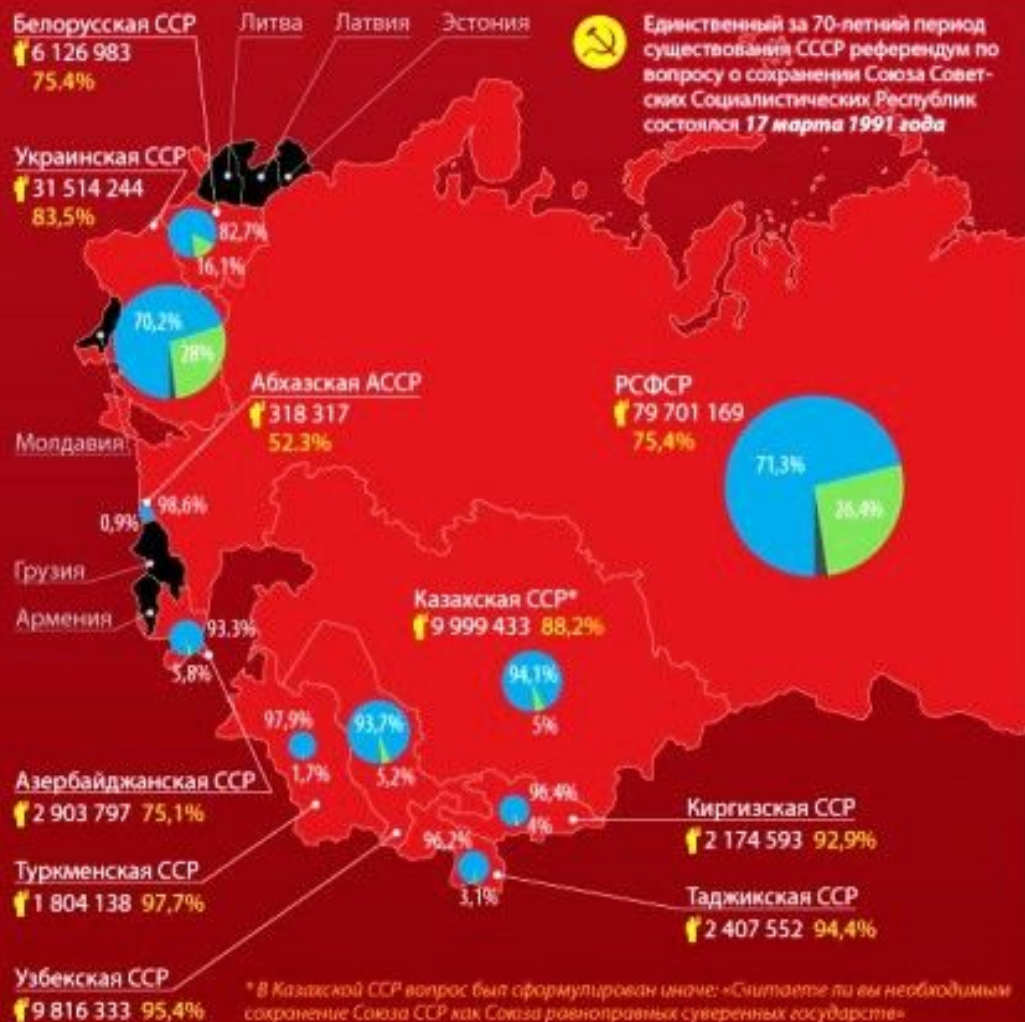 Белорусская ССР
6 126 983
75.4%
Литва
Латвия
Эстония
Единственный за 70-летний период
существования СССР референдум по
вопросу о сохранении Союза Совет-
ских Социалистических Республик
состоялся 17 марта 1991 года
Украинская ССР
31 514 244
83,5%
82,7%
16,1%
70,2%
28%
Абхазская АССР
318 317
52.3%
РСФСР
79 701 169
75,4%
71,3%
26,4%
Молдавия
98,6%
0,9%
Грузия
Армения
93.3%
5,8%
Казахская ССР*
9 999 433 88,2%
94,1%
5%
97,9%
1,7%
93,7%
5,2%
96,4%
4%
96,2%
3,1%
Азербайджанская ССР
2 903 797 75,1%
Туркменская ССР
1 804 138 97,7%
Узбекская ССР
9 816 333 95,4%
Киргизская ССР
2 174 593 92,9%
Таджикская ССР
2 407 552 94,4%
* В Казахской ССР вопрос был сформулирован иначе: «Считаете ли вы необходимым
сохранение Союза ССР как Союза равноправных суверенных государств»